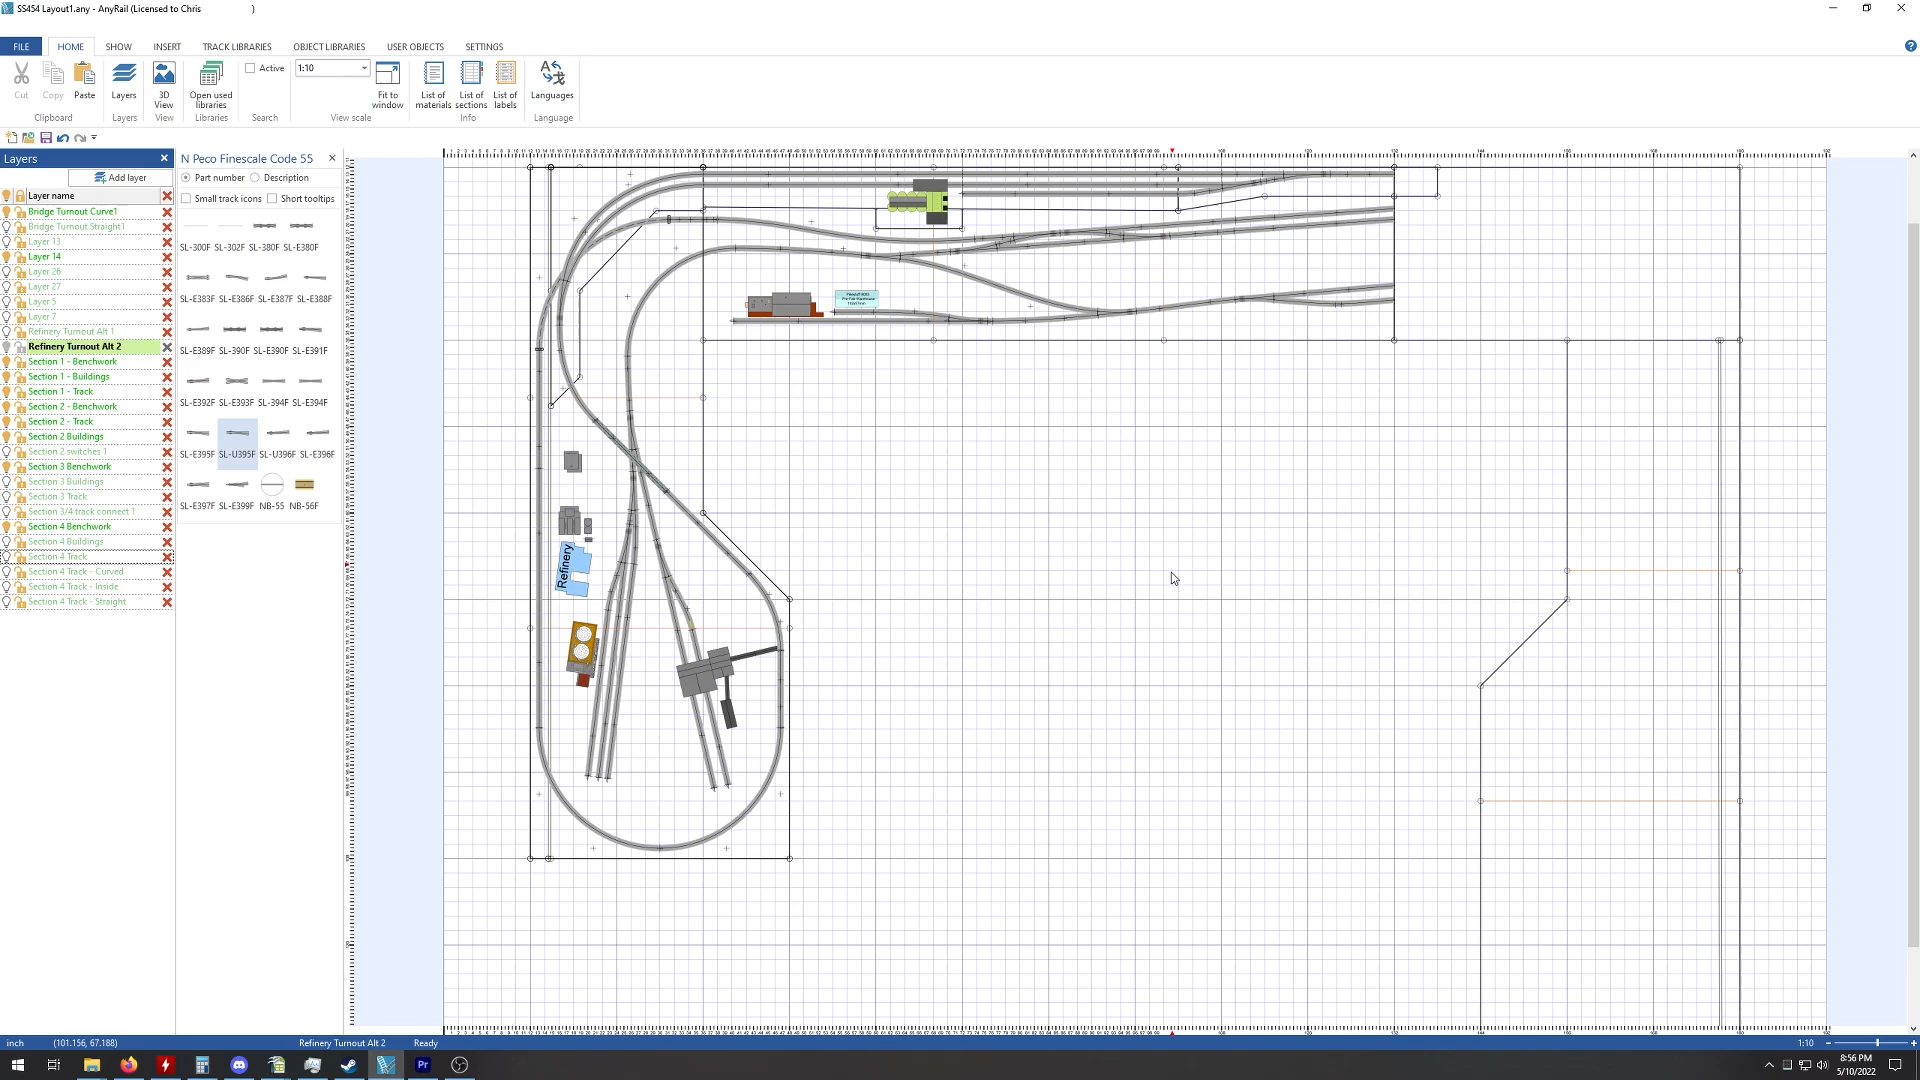 SS454 Layout1.any - AnyRail (Licensed to Chris )
FILE HOME SHOW INSERT TRACK LIBRARIES OBJECT LIBRARIES USER OBJECTS SETTINGS
Cut Copy Paste
Clipboard
Layers
Layers
3D View
View
Open used libraries
Libraries
Active
Search
1:10
Fit to window
View scale
List of materials
List of sections
List of labels
Info
Languages
Language
Layers
Add layer
Layer name
Bridge Turnout Curve1
Bridge Turnout Straight1
Layer 13
Layer 14
Layer 26
Layer 27
Layer 5
Layer 7
Refinery Turnout Alt 1
Refinery Turnout Alt 2
Section 1 - Benchwork
Section 1 - Buildings
Section 1 - Track
Section 2 - Benchwork
Section 2 - Track
Section 2 Buildings
Section 2 switches 1
Section 3 Benchwork
Section 3 Buildings
Section 3 Track
Section 3/4 track connect 1
Section 4 Benchwork
Section 4 Buildings
Section 4 Track
Section 4 Track - Curved
Section 4 Track - Inside
Section 4 Track - Straight
N Peco Finescale Code 55
Part number Description
Small track icons Short tooltips
SL-300F SL-302F SL-380F SL-E380F
SL-E383F SL-E386F SL-E387F SL-E388F
SL-E389F SL-390F SL-E390F SL-E391F
SL-E392F SL-E393F SL-394F SL-E394F
SL-E395F SL-U395F SL-U396F SL-E396F
SL-E397F SL-E399F NB-55 NB-56F
Refinery
inch (101.156, 67.188) Refinery Turnout Alt 2 Ready 1:10
Pr
8:56 PM
5/10/2022